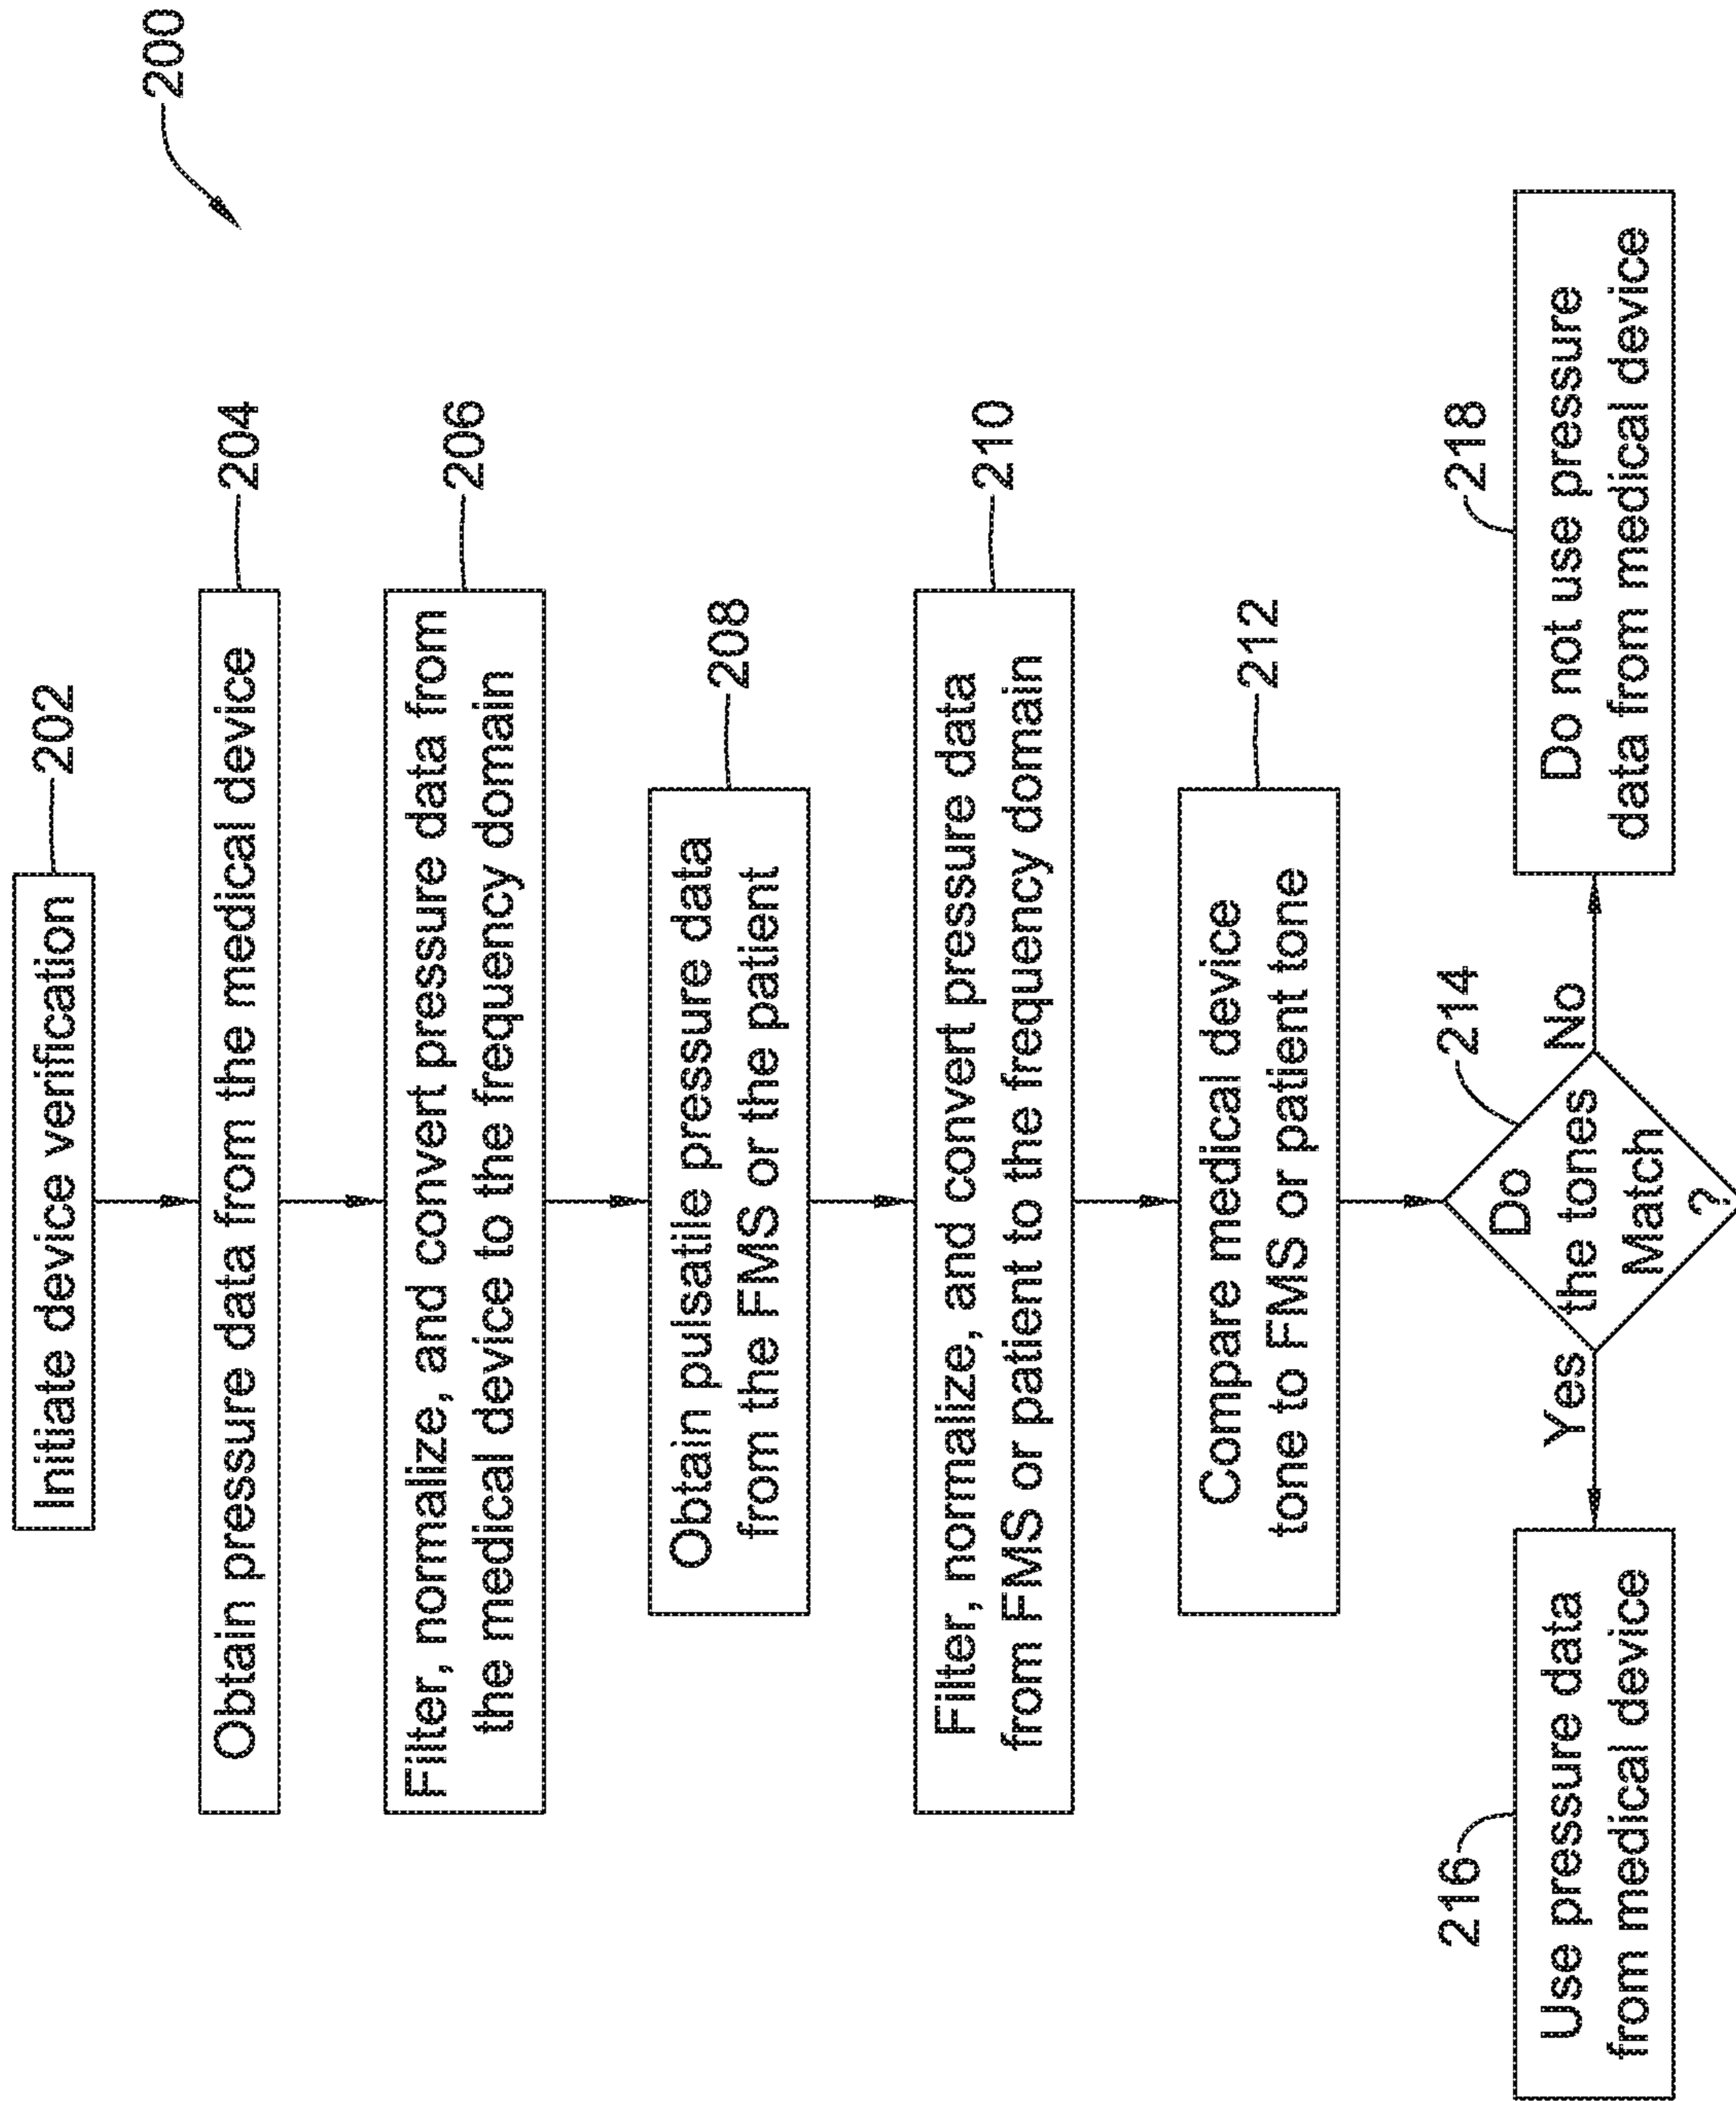 200
Initiate device verification
202
Obtain pressure data from the medical device
204
Filter, normalize, and convert pressure data from
the medical device to the frequency domain
206
Obtain pulsatile pressure data
from the FMS or the patient
208
Filter, normalize, and convert pressure data
from FMS or patient to the frequency domain
210
Compare medical device
tone to FMS or patient tone
212
Do
the tones
Match
?
214
Yes
No
216
Use pressure data
from medical device
218
Do not use pressure
data from medical device